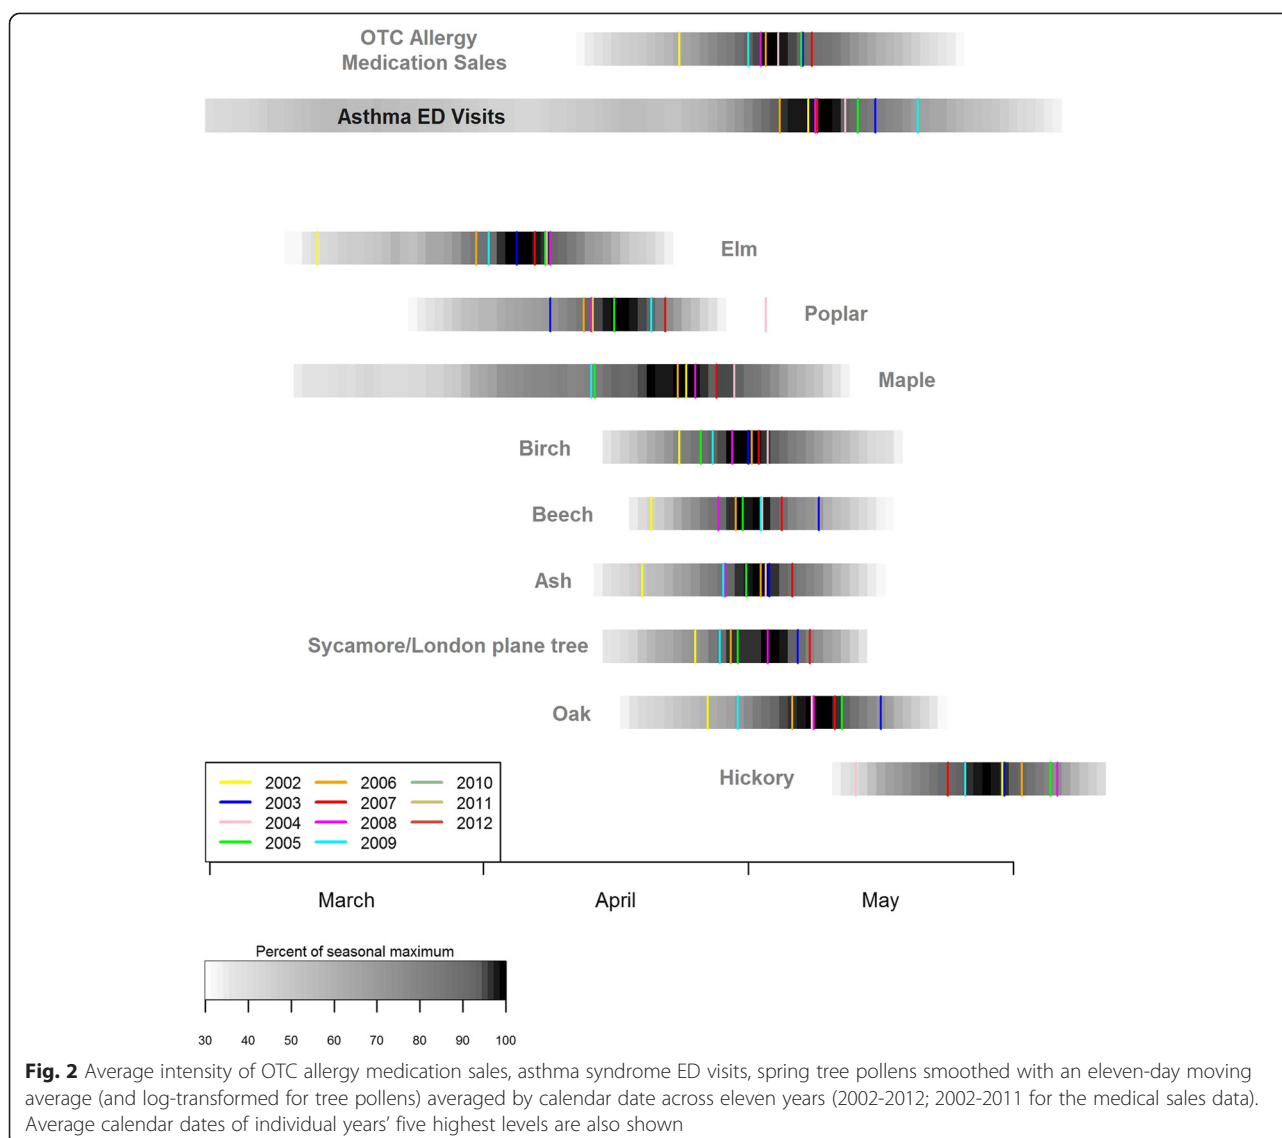 OTC Allergy
Medication Sales
Asthma ED Visits
Elm
Poplar
Maple
Birch
Beech
Ash
Sycamore/London plane tree
Oak
Hickory
2002 2006 2010
2003 2007 2011
2004 2008 2012
2005 2009
March April May
Percent of seasonal maximum
30 40 50 60 70 80 90 100
Fig. 2 Average intensity of OTC allergy medication sales, asthma syndrome ED visits, spring tree pollens smoothed with an eleven-day moving
average (and log-transformed for tree pollens) averaged by calendar date across eleven years (2002-2012; 2002-2011 for the medical sales data).
Average calendar dates of individual years' five highest levels are also shown